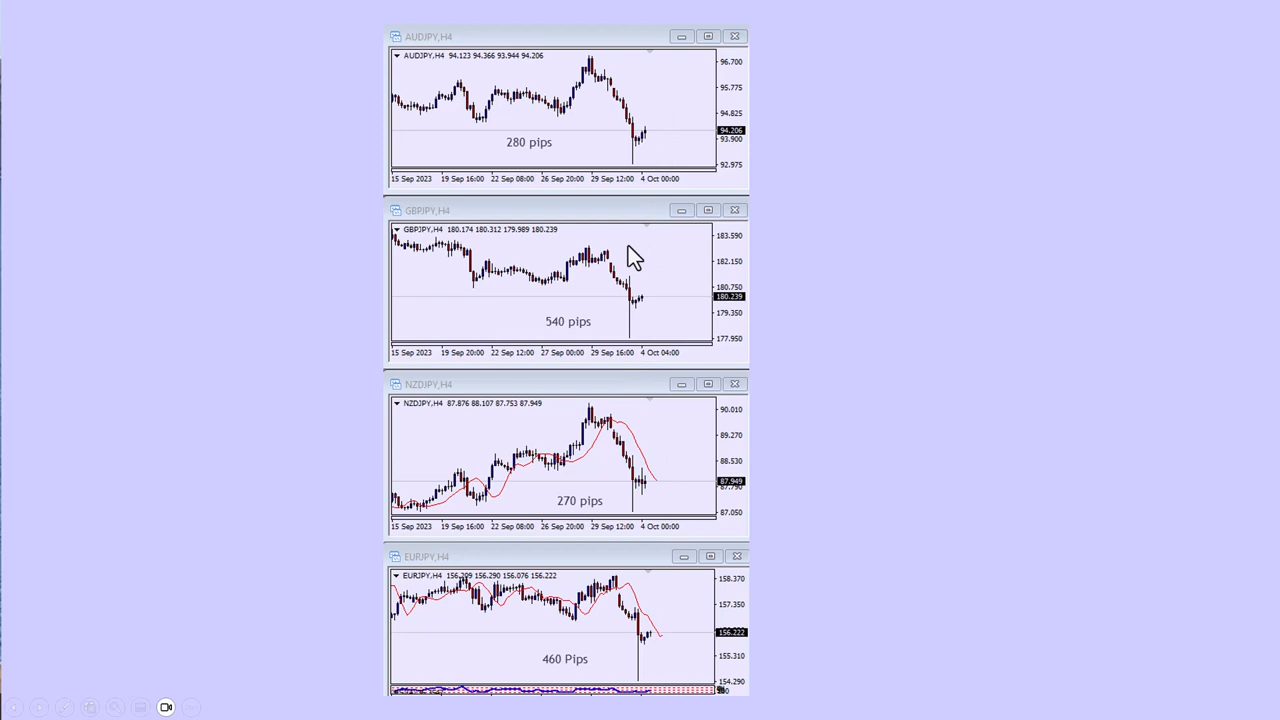 AUDJPY,H4
AUDJPY,H4 94.123 94.366 93.944 94.206
96.700
95.775
94.825
94.206
93.900
92.975
280 pips
15 Sep 2023 19 Sep 16:00 22 Sep 08:00 26 Sep 20:00 29 Sep 12:00 4 Oct 00:00
GBPJPY,H4
GBPJPY,H4 180.174 180.312 179.989 180.239
183.590
182.150
180.750
180.239
179.350
177.950
540 pips
15 Sep 2023 19 Sep 20:00 22 Sep 12:00 27 Sep 00:00 29 Sep 16:00 4 Oct 04:00
NZDJPY,H4
NZDJPY,H4 87.876 88.107 87.753 87.949
90.010
89.270
88.530
87.949
87.790
87.050
270 pips
15 Sep 2023 19 Sep 16:00 22 Sep 08:00 26 Sep 20:00 29 Sep 12:00 4 Oct 00:00
EURJPY,H4
EURJPY,H4 156.209 156.290 156.076 156.222
158.370
157.350
156.222
155.310
154.290
460 Pips